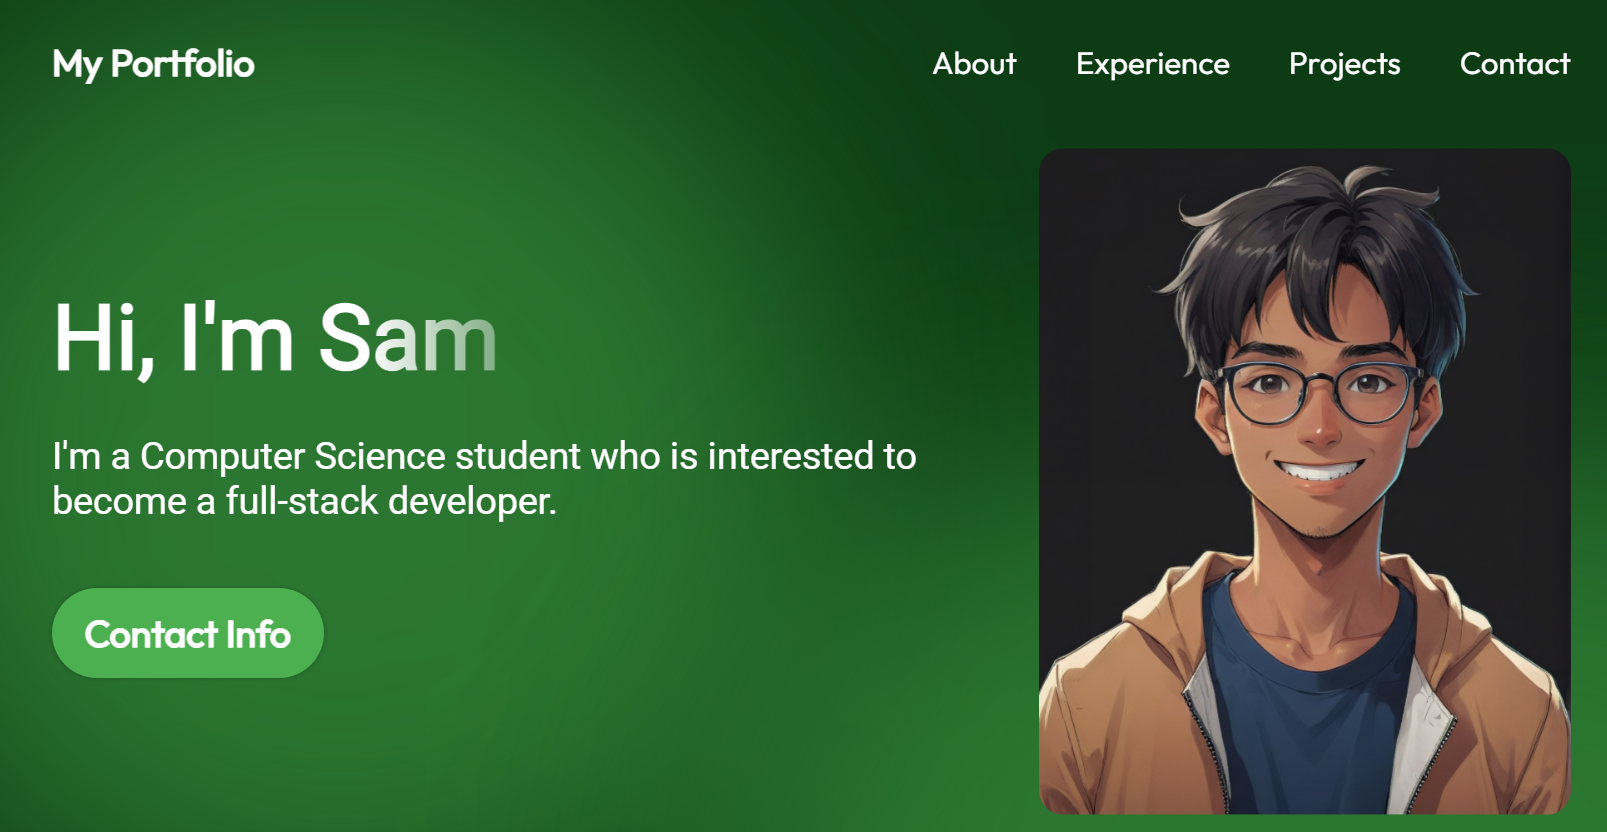 My Portfolio
About
Experience
Projects
Contact
Hi, I'm Sam
I'm a Computer Science student who is interested to
become a full-stack developer.
Contact Info